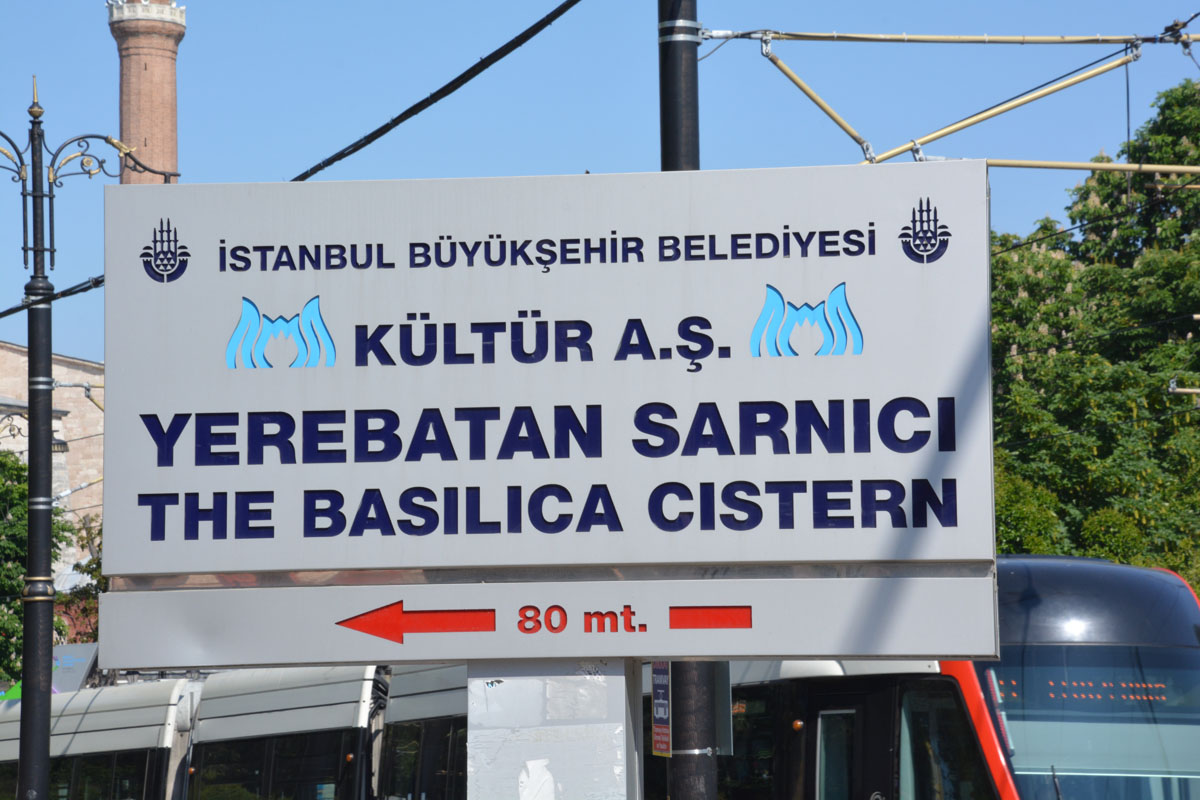 İSTANBUL BÜYÜKŞEHİR BELEDİYESİ
KÜLTÜR A.Ş.
YEREBATAN SARNICI
THE BASILICA CISTERN
80 mt.